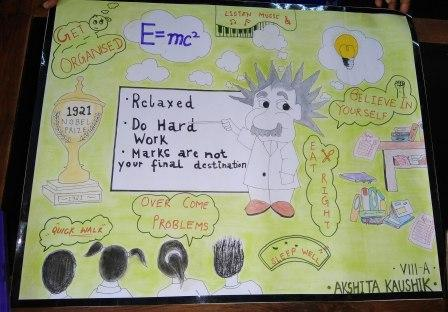 LISTEN MUSIC &
GET
ORGANISED
E=mc²
BELIEVE IN
YOURSELF
1921
NOBEL
PRIZE
• Relaxed
• Do Hard
Work
• Marks are not
your final destination
EAT
RIGHT
1921
OVER COME
PROBLEMS
QUICK WALK
SLEEP WELL
• VIII-A •
• AKSHITA KAUSHIK •